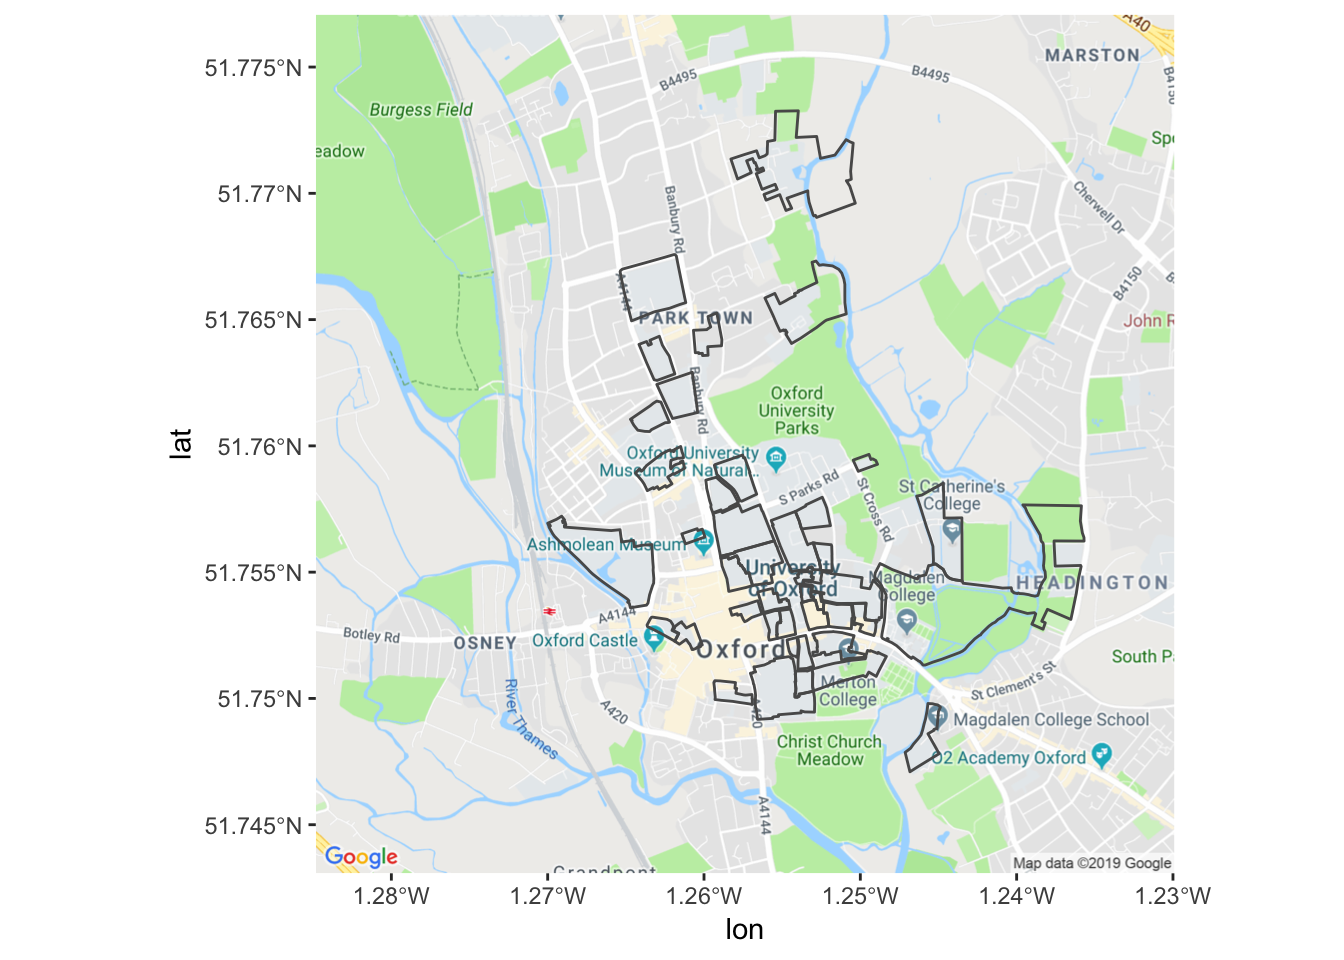 A40
MARSTON
51.775°N
B4495
B4495
B4150
Burgess Field
eadow
Spo
51.77°N
Banbury Rd
Cherwell Dr
A4144
B4150
B
51.765°N
PARK TOWN
John R
Banbury Rd
Oxford
University
Parks
51.76°N
Oxford University
Museum of Natural...
S Parks Rd
St Cross Rd
St Catherine's
College
Ashmolean Museum
51.755°N
University
of Oxford
Magdalen
College
HEADINGTON
A4144
Botley Rd
OSNEY
Oxford Castle
Oxford
South P
Merton
College
St Clement's St
51.75°N
River Thames
A420
A420
Magdalen College School
Christ Church
Meadow
O2 Academy Oxford
51.745°N
A4144
Google
Grandpont
Map data ©2019 Google
1.28°W
1.27°W
1.26°W
1.25°W
1.24°W
1.23°W
lon
lat